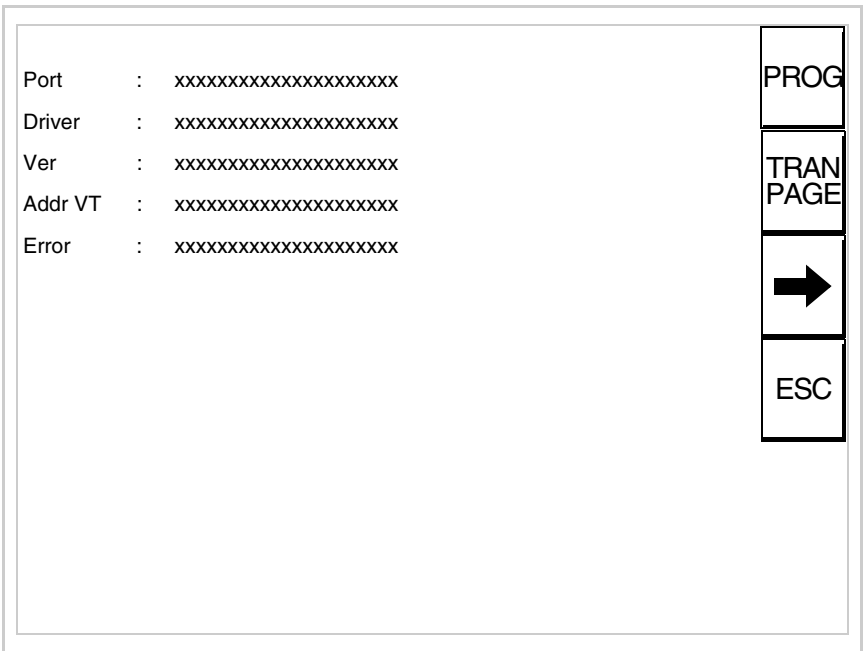 Port : xxxxxxxxxxxxxxxxxxxxx
Driver : xxxxxxxxxxxxxxxxxxxxx
Ver : xxxxxxxxxxxxxxxxxxxxx
Addr VT : xxxxxxxxxxxxxxxxxxxxx
Error : xxxxxxxxxxxxxxxxxxxxx
PROG
TRAN
PAGE
ESC